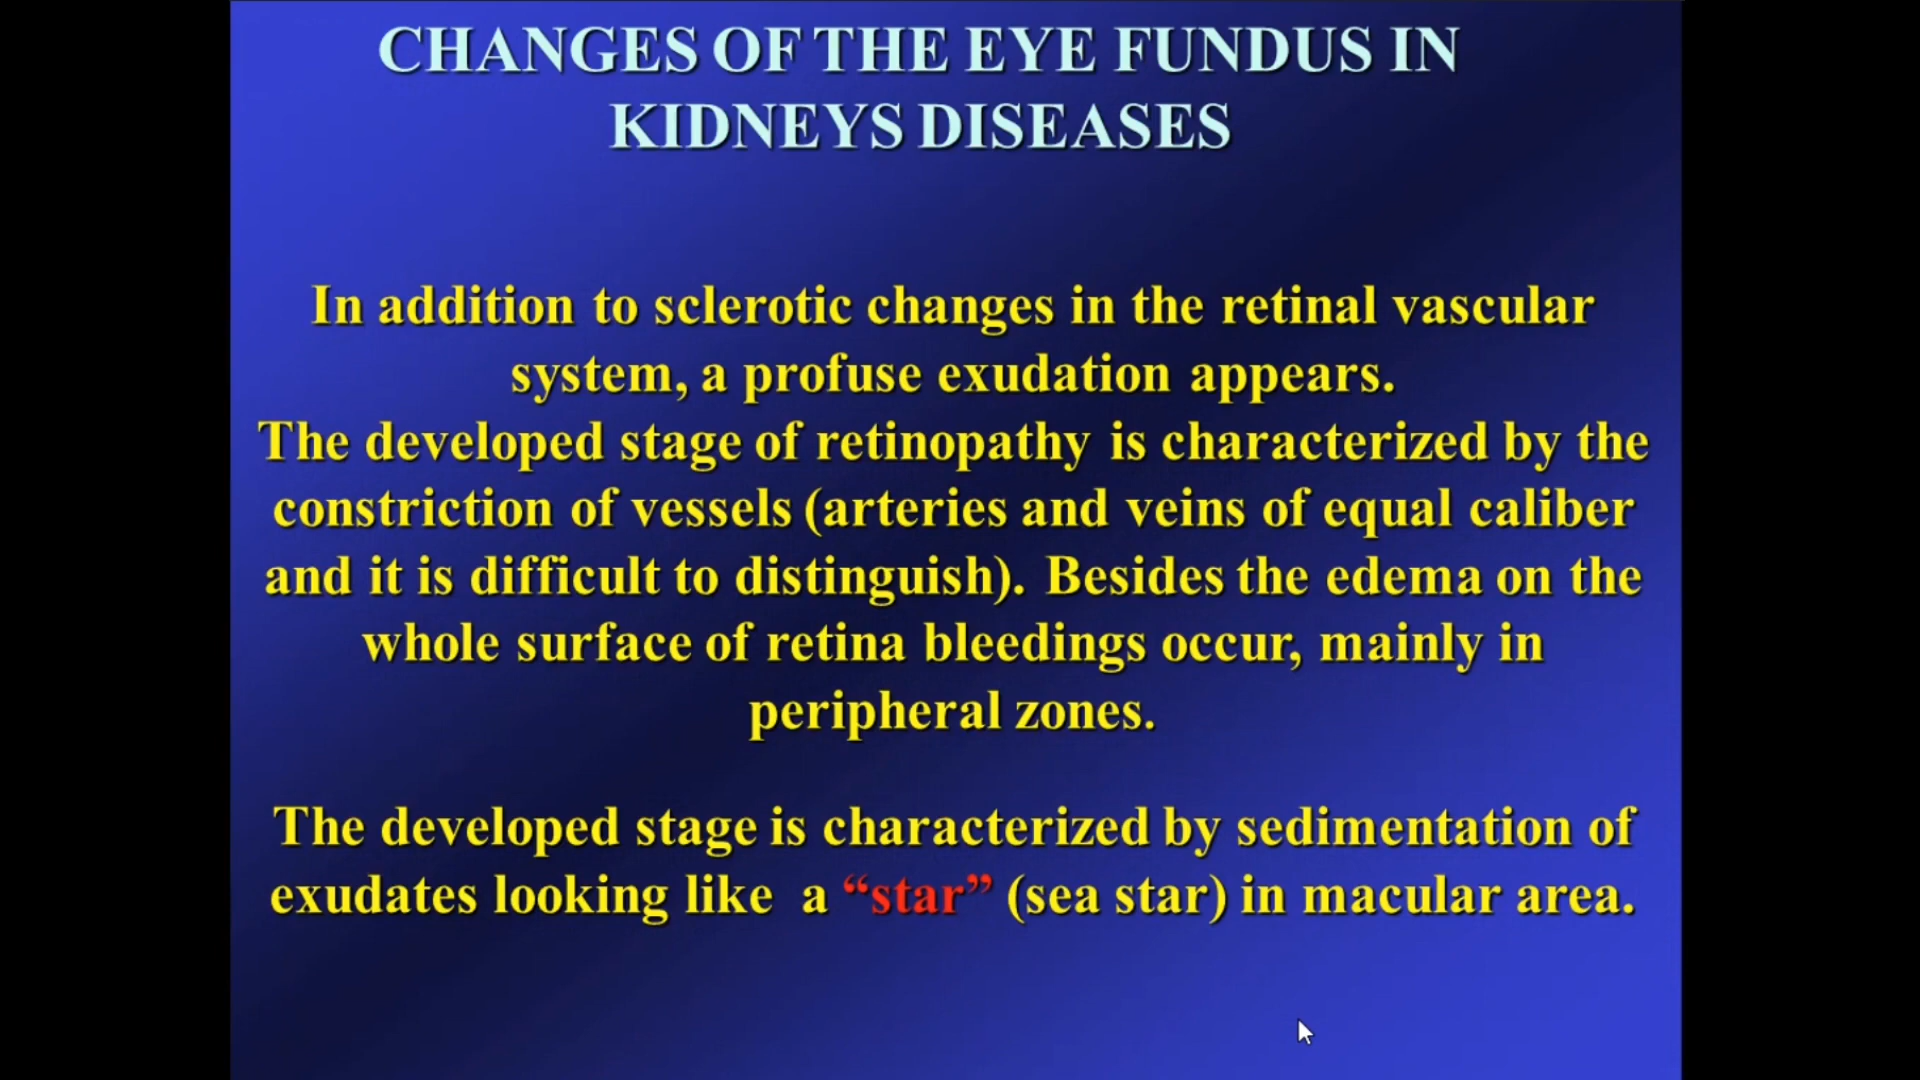 CHANGES OF THE EYE FUNDUS IN
KIDNEYS DISEASES
In addition to sclerotic changes in the retinal vascular
system, a profuse exudation appears.
The developed stage of retinopathy is characterized by the
constriction of vessels (arteries and veins of equal caliber
and it is difficult to distinguish). Besides the edema on the
whole surface of retina bleedings occur, mainly in
peripheral zones.
The developed stage is characterized by sedimentation of
exudates looking like a “star” (sea star) in macular area.